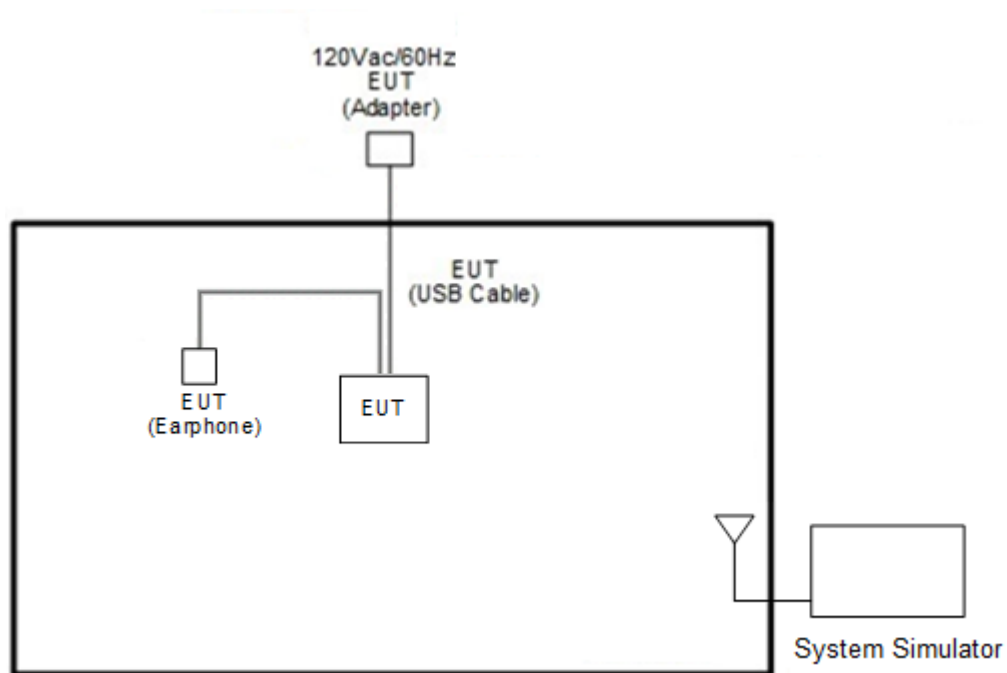 120Vac/60Hz
EUT
(Adapter)
EUT
(USB Cable)
EUT
(Earphone)
EUT
System Simulator